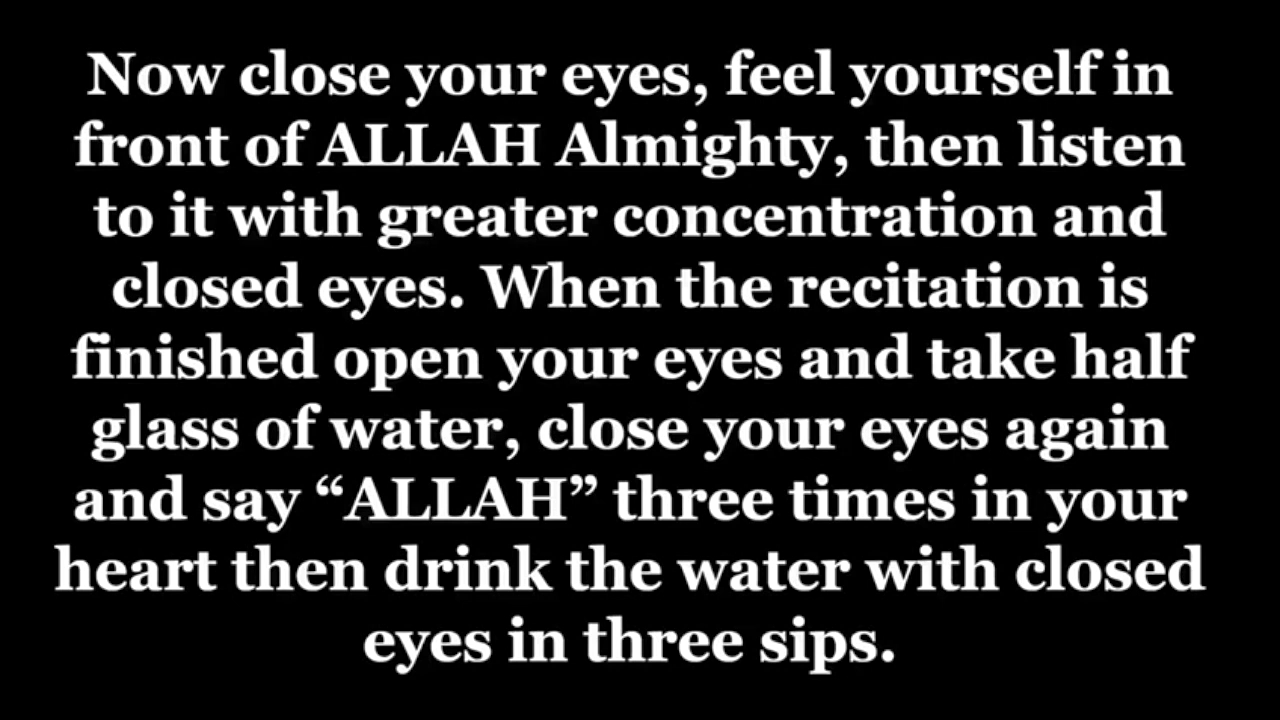 Now close your eyes, feel yourself in
front of ALLAH Almighty, then listen
to it with greater concentration and
closed eyes. When the recitation is
finished open your eyes and take half
glass of water, close your eyes again
and say “ALLAH” three times in your
heart then drink the water with closed
eyes in three sips.